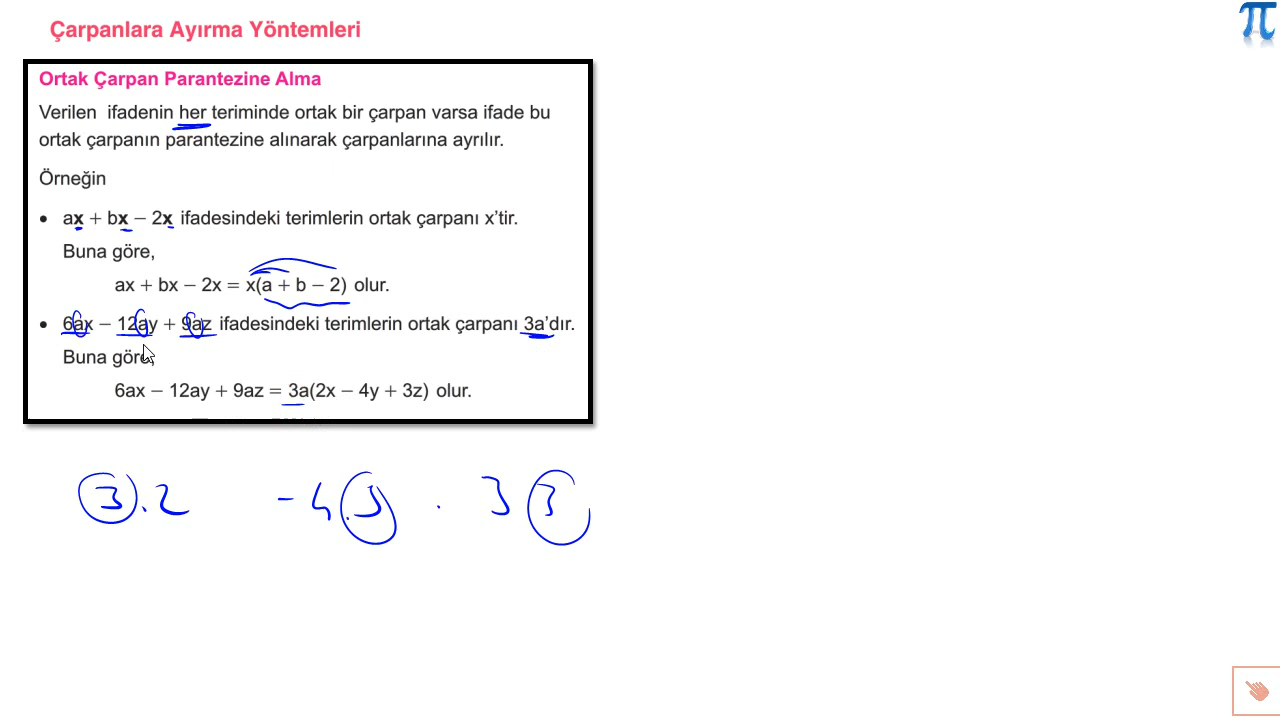 Çarpanlara Ayırma Yöntemleri
Ortak Çarpan Parantezine Alma
Verilen ifadenin her teriminde ortak bir çarpan varsa ifade bu
ortak çarpanın parantezine alınarak çarpanlarına ayrılır.
Örneğin
• ax + bx − 2x ifadesindeki terimlerin ortak çarpanı x'tir.
Buna göre,
ax + bx − 2x = x(a + b − 2) olur.
• 6ax − 12ay + 9az ifadesindeki terimlerin ortak çarpanı 3a'dır.
Buna göre,
6ax − 12ay + 9az = 3a(2x − 4y + 3z) olur.
3.2 -4.3 . 3 3